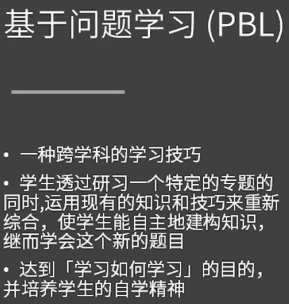 基于问题学习 (PBL)
• 一种跨学科的学习技巧
• 学生透过研习一个特定的专题的
同时,运用现有的知识和技巧来重新
综合，使学生能自主地建构知识，
继而学会这个新的题目
• 达到「学习如何学习」的目的，
并培养学生的自学精神